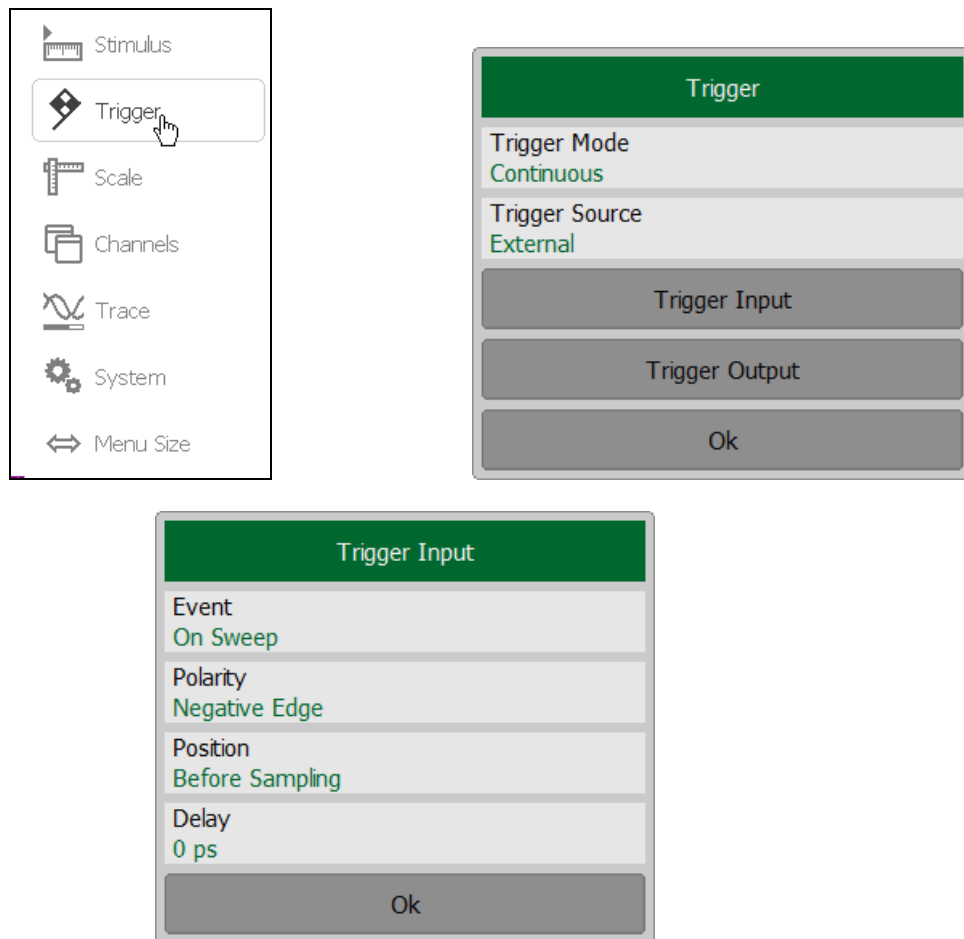 Stimulus
Trigger
Scale
Channels
Trace
System
Menu Size
Trigger
Trigger Mode
Continuous
Trigger Source
External
Trigger Input
Trigger Output
Ok
Trigger Input
Event
On Sweep
Polarity
Negative Edge
Position
Before Sampling
Delay
0 ps
Ok